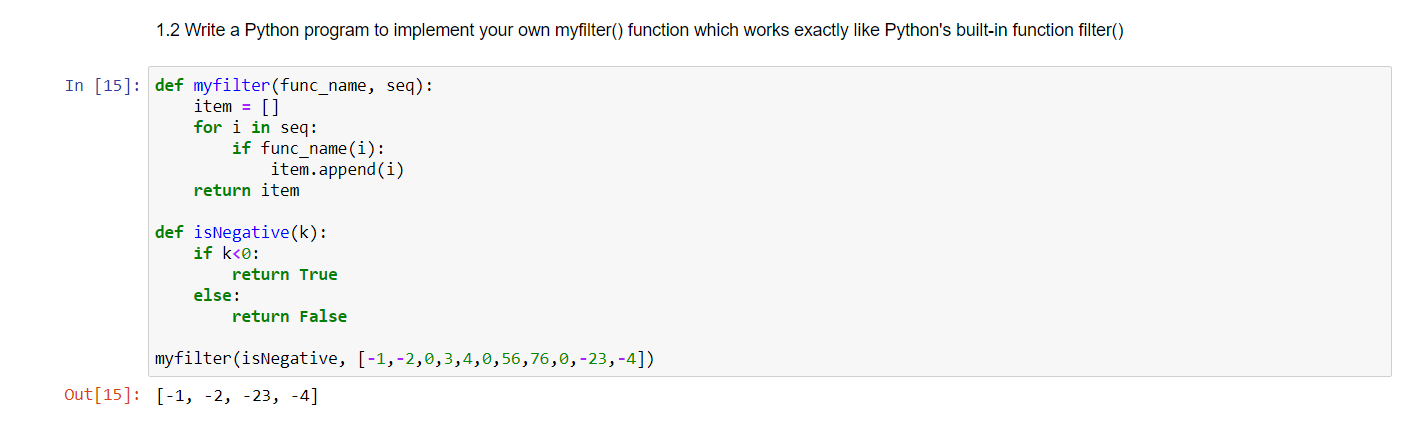 1.2 Write a Python program to implement your own myfilter() function which works exactly like Python's built-in function filter()
In [15]: def myfilter(func_name, seq):
    item = []
    for i in seq:
        if func_name(i):
            item.append(i)
    return item
def isNegative(k):
    if k<0:
        return True
    else:
        return False
myfilter(isNegative, [-1,-2,0,3,4,0,56,76,0,-23,-4])
Out[15]: [-1, -2, -23, -4]